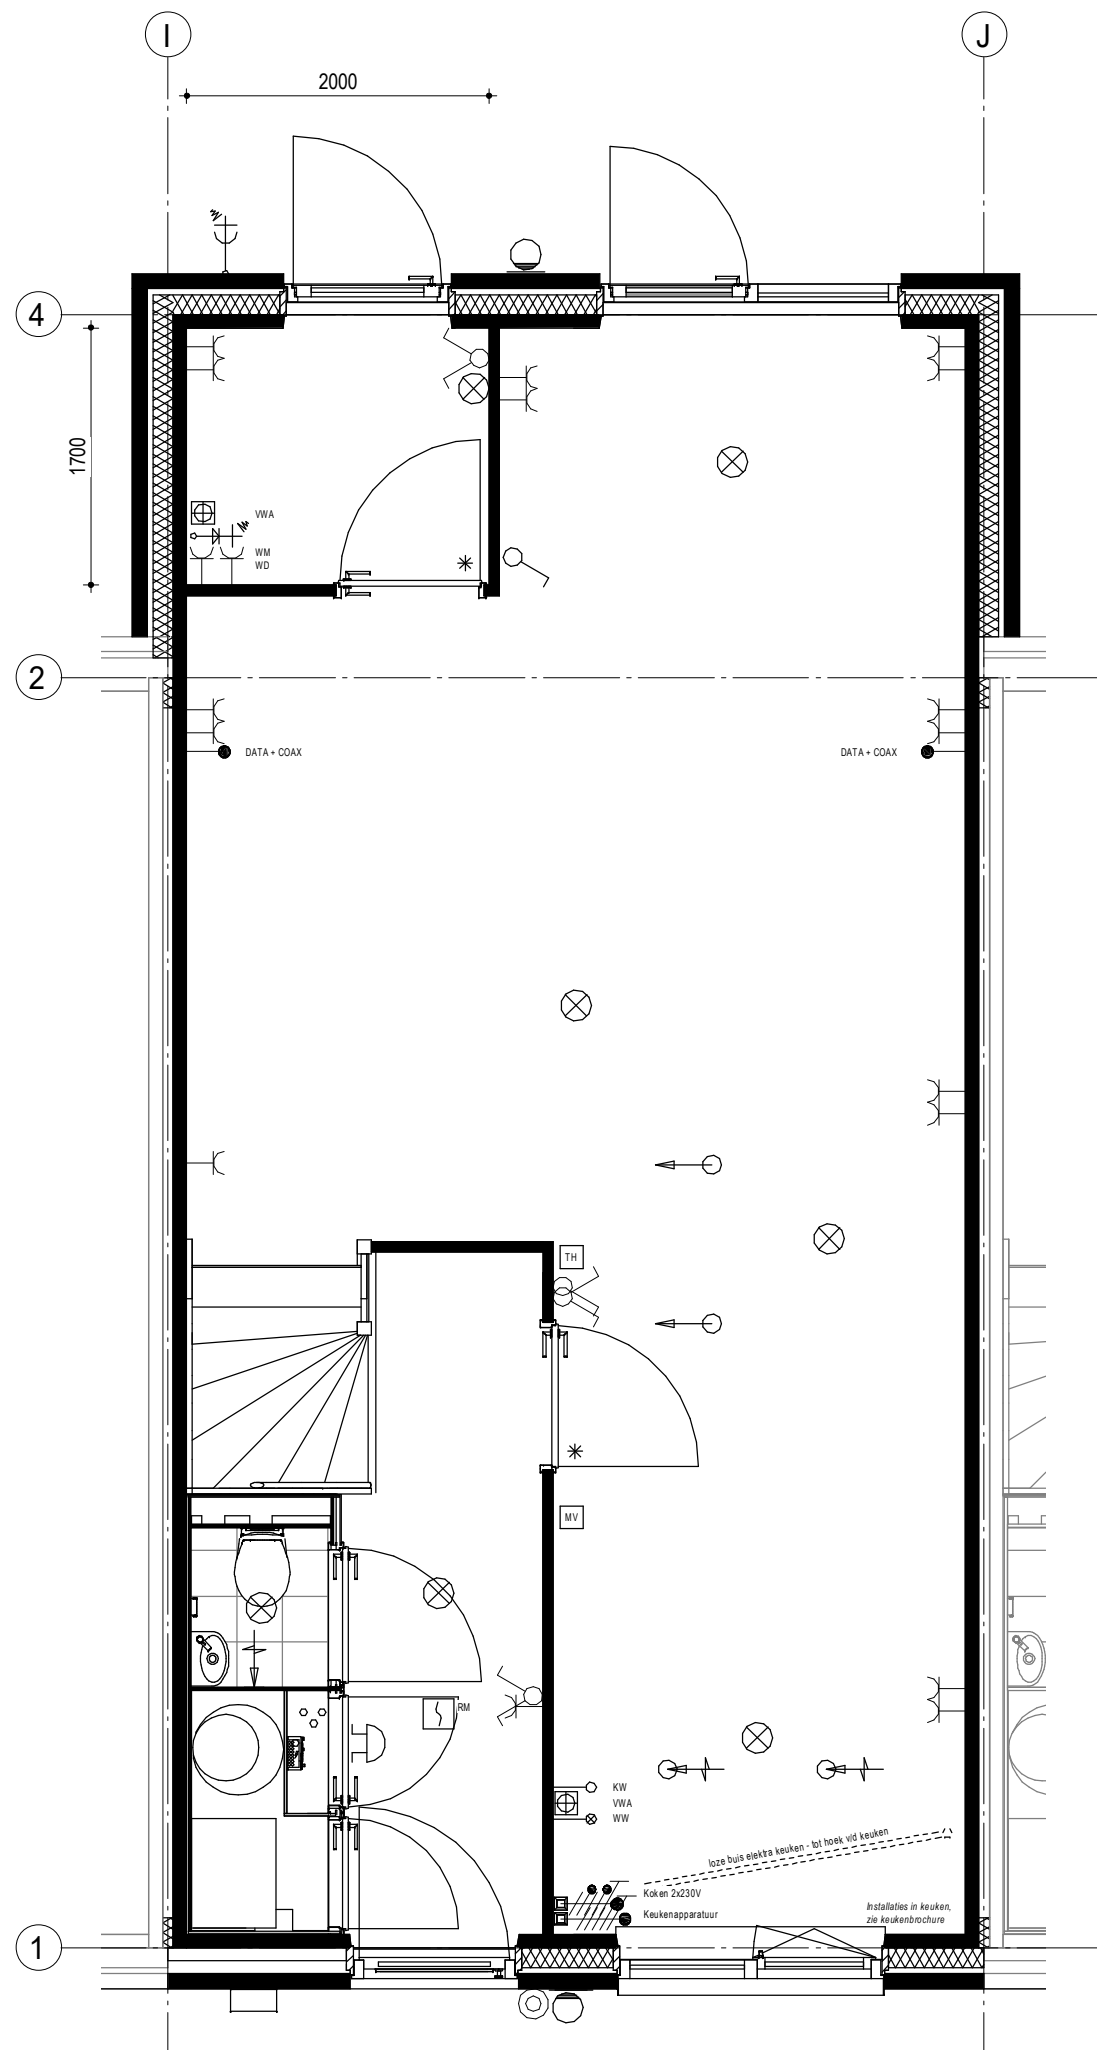 I
J
2000
4
1700
VWA
WM
WD
2
DATA + COAX
DATA + COAX
TH
MV
RM
KW
VWA
WW
loze buis elektra keuken - tot hoek v/d keuken
Koken 2x230V
Keukenapparatuur
Installaties in keuken,
zie keukenbrochure
1